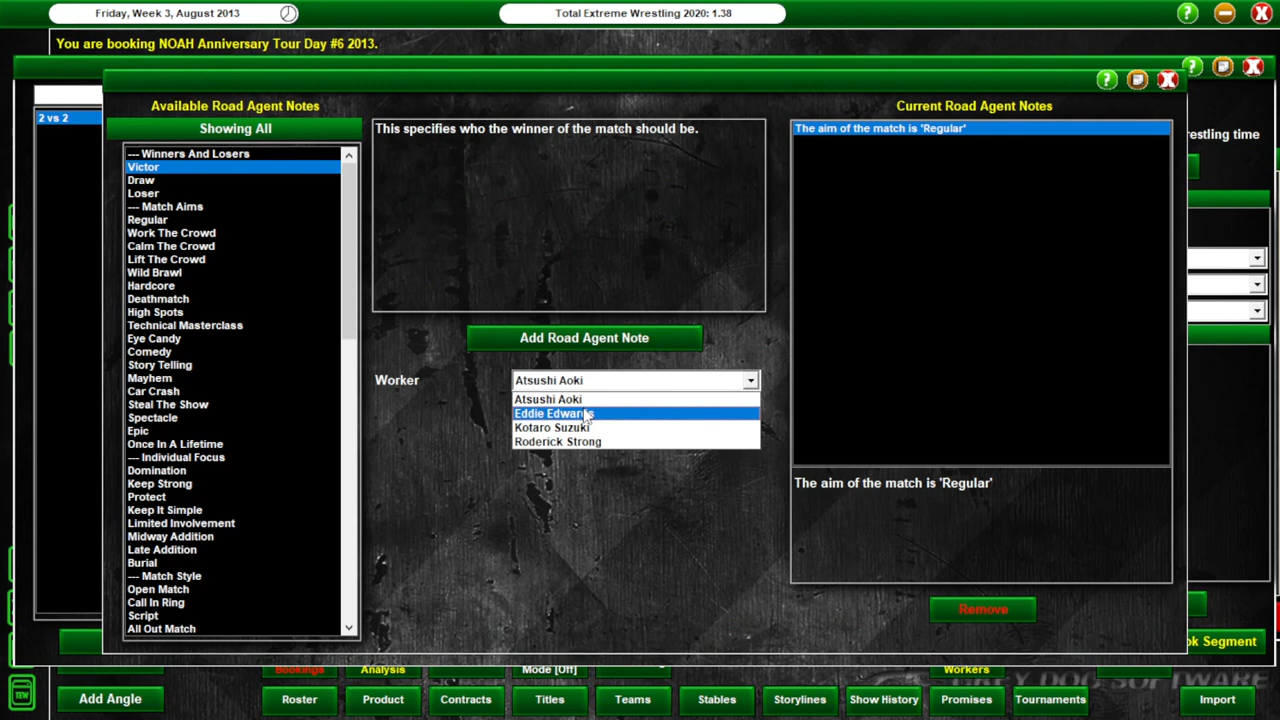 Friday, Week 3, August 2013
Total Extreme Wrestling 2020: 1.38
You are booking NOAH Anniversary Tour Day #6 2013.
Available Road Agent Notes
Showing All
--- Winners And Losers
Victor
Draw
Loser
--- Match Aims
Regular
Work The Crowd
Calm The Crowd
Lift The Crowd
Wild Brawl
Hardcore
Deathmatch
High Spots
Technical Masterclass
Eye Candy
Comedy
Story Telling
Mayhem
Car Crash
Steal The Show
Spectacle
Epic
Once In A Lifetime
--- Individual Focus
Domination
Keep Strong
Protect
Keep It Simple
Limited Involvement
Midway Addition
Late Addition
Burial
--- Match Style
Open Match
Call In Ring
Script
All Out Match
2 vs 2
This specifies who the winner of the match should be.
Add Road Agent Note
Worker
Atsushi Aoki
Atsushi Aoki
Eddie Edwards
Kotaro Suzuki
Roderick Strong
Current Road Agent Notes
The aim of the match is 'Regular'
The aim of the match is 'Regular'
Remove
restling time
ok Segment
Bookings
Analysis
Mode [Off]
Workers
TEW
Add Angle
Roster
Product
Contracts
Titles
Teams
Stables
Storylines
Show History
Promises
Tournaments
Import